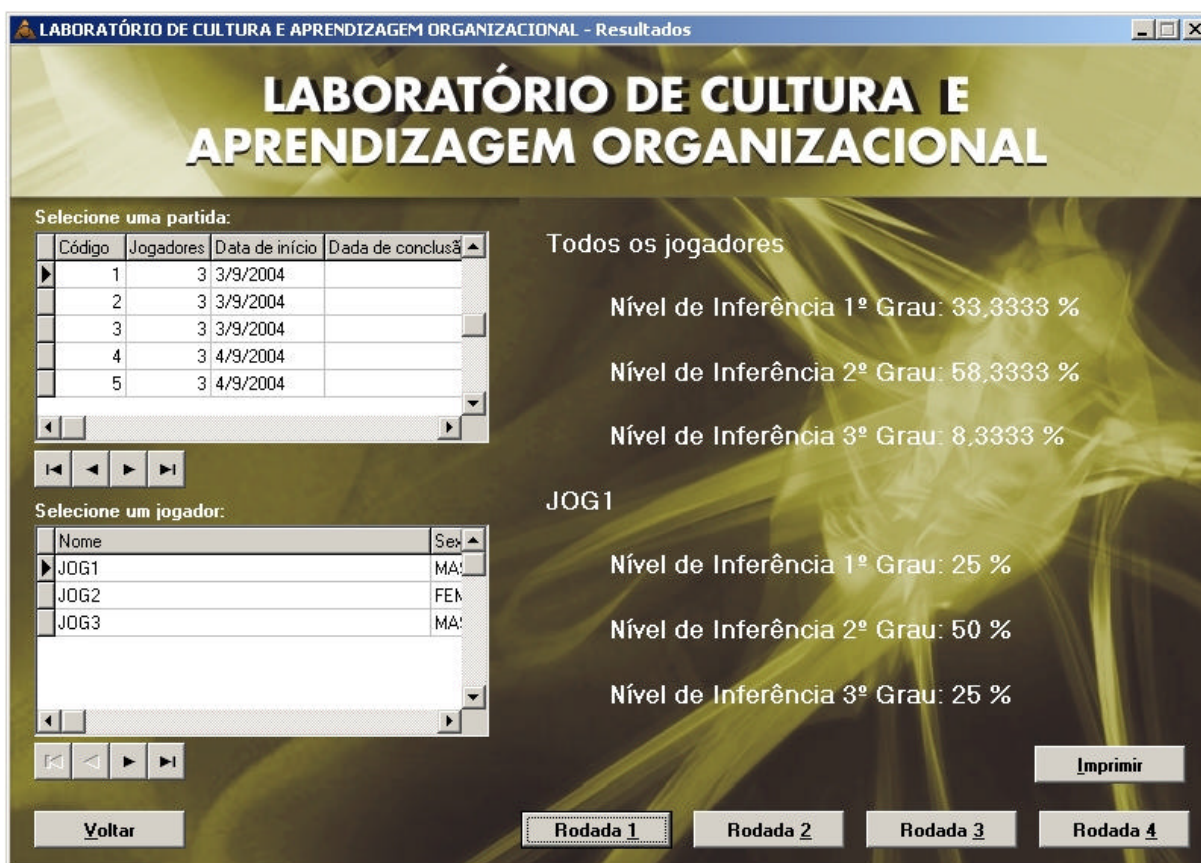 LABORATÓRIO DE CULTURA E APRENDIZAGEM ORGANIZACIONAL - Resultados
LABORATÓRIO DE CULTURA E
APRENDIZAGEM ORGANIZACIONAL
Selecione uma partida:
Código Jogadores Data de início Dada de conclusã
1 3 3/9/2004
2 3 3/9/2004
3 3 3/9/2004
4 3 4/9/2004
5 3 4/9/2004
Selecione um jogador:
Nome Sex
JOG1 MAS
JOG2 FEM
JOG3 MAS
Todos os jogadores
Nível de Inferência 1º Grau: 33,3333 %
Nível de Inferência 2º Grau: 58,3333 %
Nível de Inferência 3º Grau: 8,3333 %
JOG1
Nível de Inferência 1º Grau: 25 %
Nível de Inferência 2º Grau: 50 %
Nível de Inferência 3º Grau: 25 %
Imprimir
Voltar
Rodada 1
Rodada 2
Rodada 3
Rodada 4